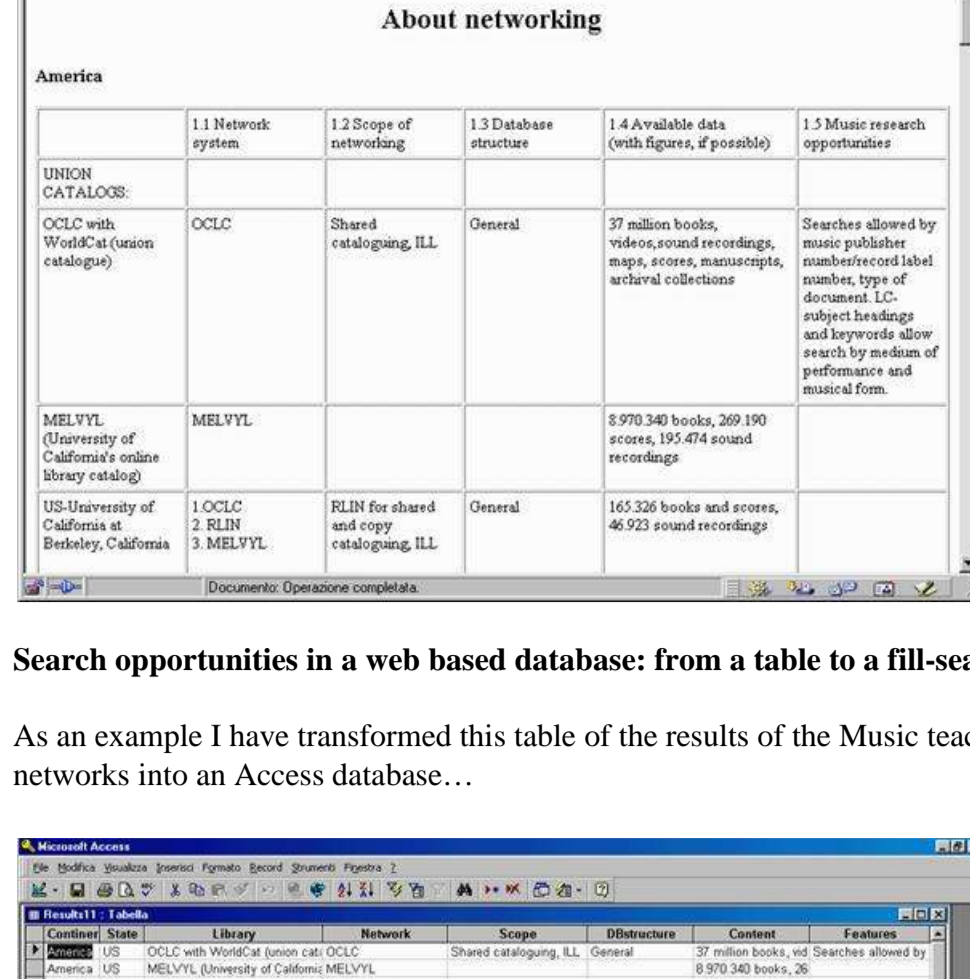 About networking
America
1.1 Network
system
1.2 Scope of
networking
1.3 Database
structure
1.4 Available data
(with figures, if possible)
1.5 Music research
opportunities
UNION
CATALOGS:
OCLC with
WorldCat (union
catalogue)
OCLC
Shared
cataloguing, ILL
General
37 million books,
videos,sound recordings,
maps, scores, manuscripts,
archival collections
Searches allowed by
music publisher
number/record label
number, type of
document. LC-
subject headings
and keywords allow
search by medium of
performance and
musical form.
MELVYL
(University of
California's online
library catalog)
MELVYL
8.970.340 books, 269.190
scores, 195.474 sound
recordings
US-University of
California at
Berkeley, California
1.OCLC
2. RLIN
3. MELVYL
RLIN for shared
and copy
cataloguing, ILL
General
165.326 books and scores,
46.923 sound recordings
Documento: Operazione completata.
Search opportunities in a web based database: from a table to a fill-sea
As an example I have transformed this table of the results of the Music teac
networks into an Access database…
Microsoft Access
File Modifica Visualizza Inserisci Formato Record Strumenti Finestra ?
Results11 : Tabella
Continer State Library Network Scope DBstructure Content Features
America US OCLC with WorldCat (union cata OCLC Shared cataloguing, ILL General 37 million books, vid Searches allowed by
America US MELVYL (University of California MELVYL 8.970.340 books, 26